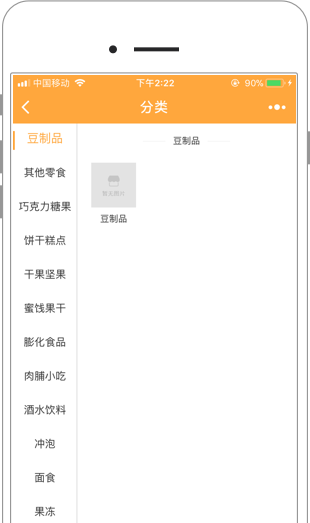 中国移动 下午2:22 90%
分类
豆制品
其他零食
巧克力糖果
饼干糕点
干果坚果
蜜饯果干
膨化食品
肉脯小吃
酒水饮料
冲泡
面食
果冻
豆制品
暂无图片
豆制品